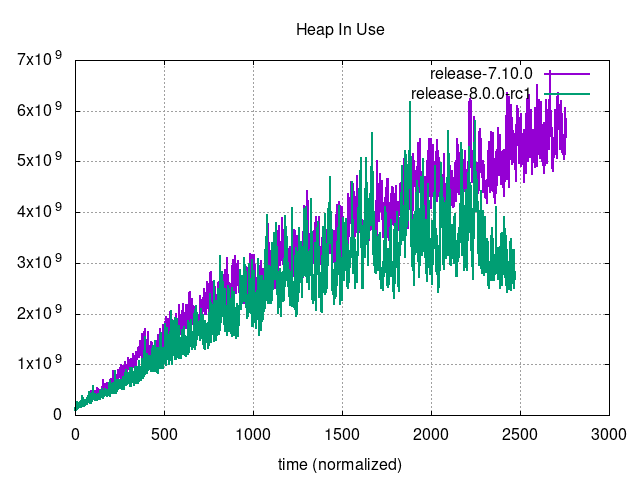 Heap In Use
7x10^9
6x10^9
5x10^9
4x10^9
3x10^9
2x10^9
1x10^9
0
release-7.10.0
release-8.0.0-rc1
0 500 1000 1500 2000 2500 3000
time (normalized)